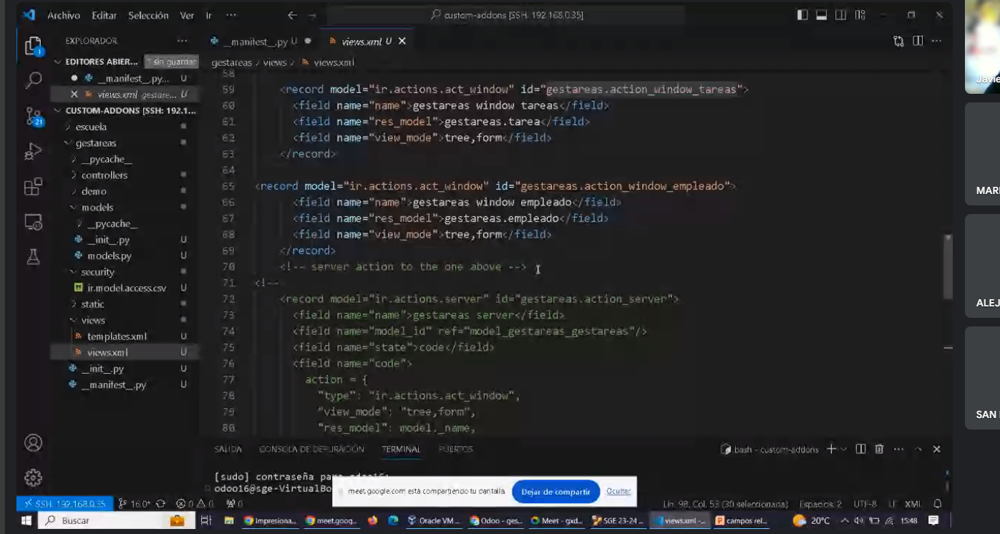 Archivo Editar Selección Ver Ir ··· custom-addons [SSH: 192.168.0.35]
EXPLORADOR ···
__manifest__.py U
views.xml U
EDITORES ABIER... 1 sin guardar
gestareas > views > views.xml
__manifest__.py... U
views.xml gestare... U
CUSTOM-ADDONS [SSH: 192.1...
escuela
gestareas
__pycache__
controllers
demo
models
__pycache__
__init__.py U
models.py U
security
ir.model.access.csv U
static
views
templates.xml U
views.xml U
__init__.py U
__manifest__.py U
1
21
58
59 <record model="ir.actions.act_window" id="gestareas.action_window_tareas">
60 <field name="name">gestareas window tareas</field>
61 <field name="res_model">gestareas.tarea</field>
62 <field name="view_mode">tree,form</field>
63 </record>
64
65 <record model="ir.actions.act_window" id="gestareas.action_window_empleado">
66 <field name="name">gestareas window empleado</field>
67 <field name="res_model">gestareas.empleado</field>
68 <field name="view_mode">tree,form</field>
69 </record>
70 <!-- server action to the one above -->
71 <!--
72 <record model="ir.actions.server" id="gestareas.action_server">
73 <field name="name">gestareas server</field>
74 <field name="model_id" ref="model_gestareas_gestareas"/>
75 <field name="state">code</field>
76 <field name="code">
77 action = {
78 "type": "ir.actions.act_window",
79 "view_mode": "tree,form",
80 "res_model": model._name,
SALIDA CONSOLA DE DEPURACIÓN TERMINAL PUERTOS
bash - custom-addons
[sudo] contraseña para
odoo16@sge-VirtualBo
meet.google.com está compartiendo tu pantalla. Dejar de compartir Ocultar
SSH: 192.168.0.35 16.0* 0 0 0
Lín. 98, Col. 53 (30 seleccionada) Espacios: 2 UTF-8 LF XML
Buscar
Impresiona...
meet.goog...
Oracle VM ...
Odoo - ges...
Meet - gxd...
SGE 23-24 ...
views.xml -...
campos rel...
20°C
15:48
Javie
MARI
ALEJ
SAN